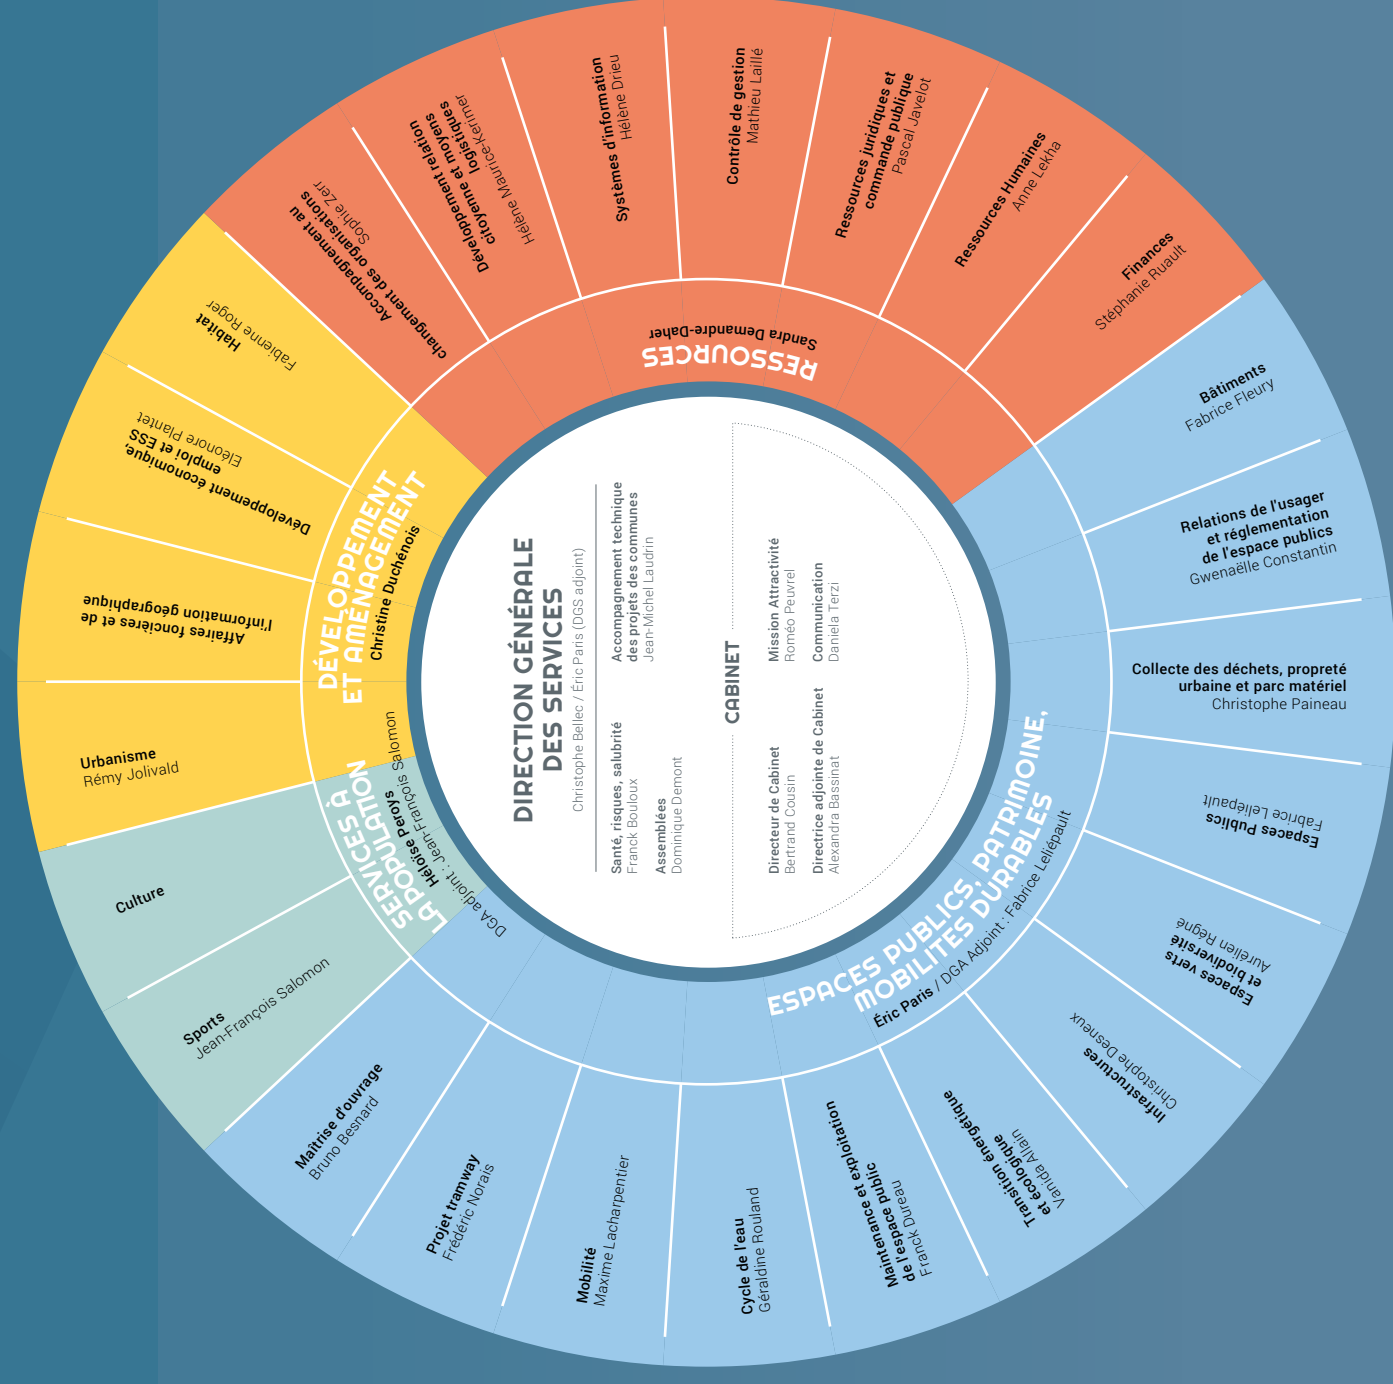 DIRECTION GÉNÉRALE
DES SERVICES
Christophe Bellec / Éric Paris (DGS adjoint)
Santé, risques, salubrité
Franck Bouloux
Assemblées
Dominique Demont
Accompagnement technique
des projets des communes
Jean-Michel Laudrin
CABINET
Directeur de Cabinet
Bertrand Cousin
Directrice adjointe de Cabinet
Alexandra Bassinat
Mission Attractivité
Roméo Peuvrel
Communication
Daniela Terzi
RESSOURCES
Sandra Demandre-Daher
Accompagnement au
changement des organisations
Sophie Zerr
Développement relation
citoyenne et moyens
logistiques
Hélène Maurice-Kerimer
Systèmes d'information
Hélène Drieu
Contrôle de gestion
Mathieu Laillé
Ressources juridiques et
commande publique
Pascal Javelot
Ressources Humaines
Anne Lekha
Finances
Stéphanie Ruault
ESPACES PUBLICS, PATRIMOINE,
MOBILITÉS DURABLES
Éric Paris / DGA Adjoint : Fabrice Leliépault
Bâtiments
Fabrice Fleury
Relations de l'usager
et réglementation
de l'espace publics
Gwenaëlle Constantin
Collecte des déchets, propreté
urbaine et parc matériel
Christophe Paineau
Espaces Publics
Fabrice Leliépault
Espaces verts
et biodiversité
Aurélien Régné
Infrastructures
Christophe Desneux
Transition énergétique
et écologique
Vanida Allain
Maintenance et exploitation
de l'espace public
Franck Dureau
Cycle de l'eau
Géraldine Rouland
Mobilité
Maxime Lacharpentier
Projet tramway
Frédéric Norais
Maîtrise d'ouvrage
Bruno Besnard
SERVICES À
LA POPULATION
Héloïse Peroys
DGA adjoint : Jean-François Salomon
Sports
Jean-François Salomon
Culture
DÉVELOPPEMENT
ET AMÉNAGEMENT
Christine Duchénois
Urbanisme
Rémy Jolivald
Affaires foncières et de
l'information géographique
Développement économique,
emploi et ESS
Eléonore Plantet
Habitat
Fabienne Roger